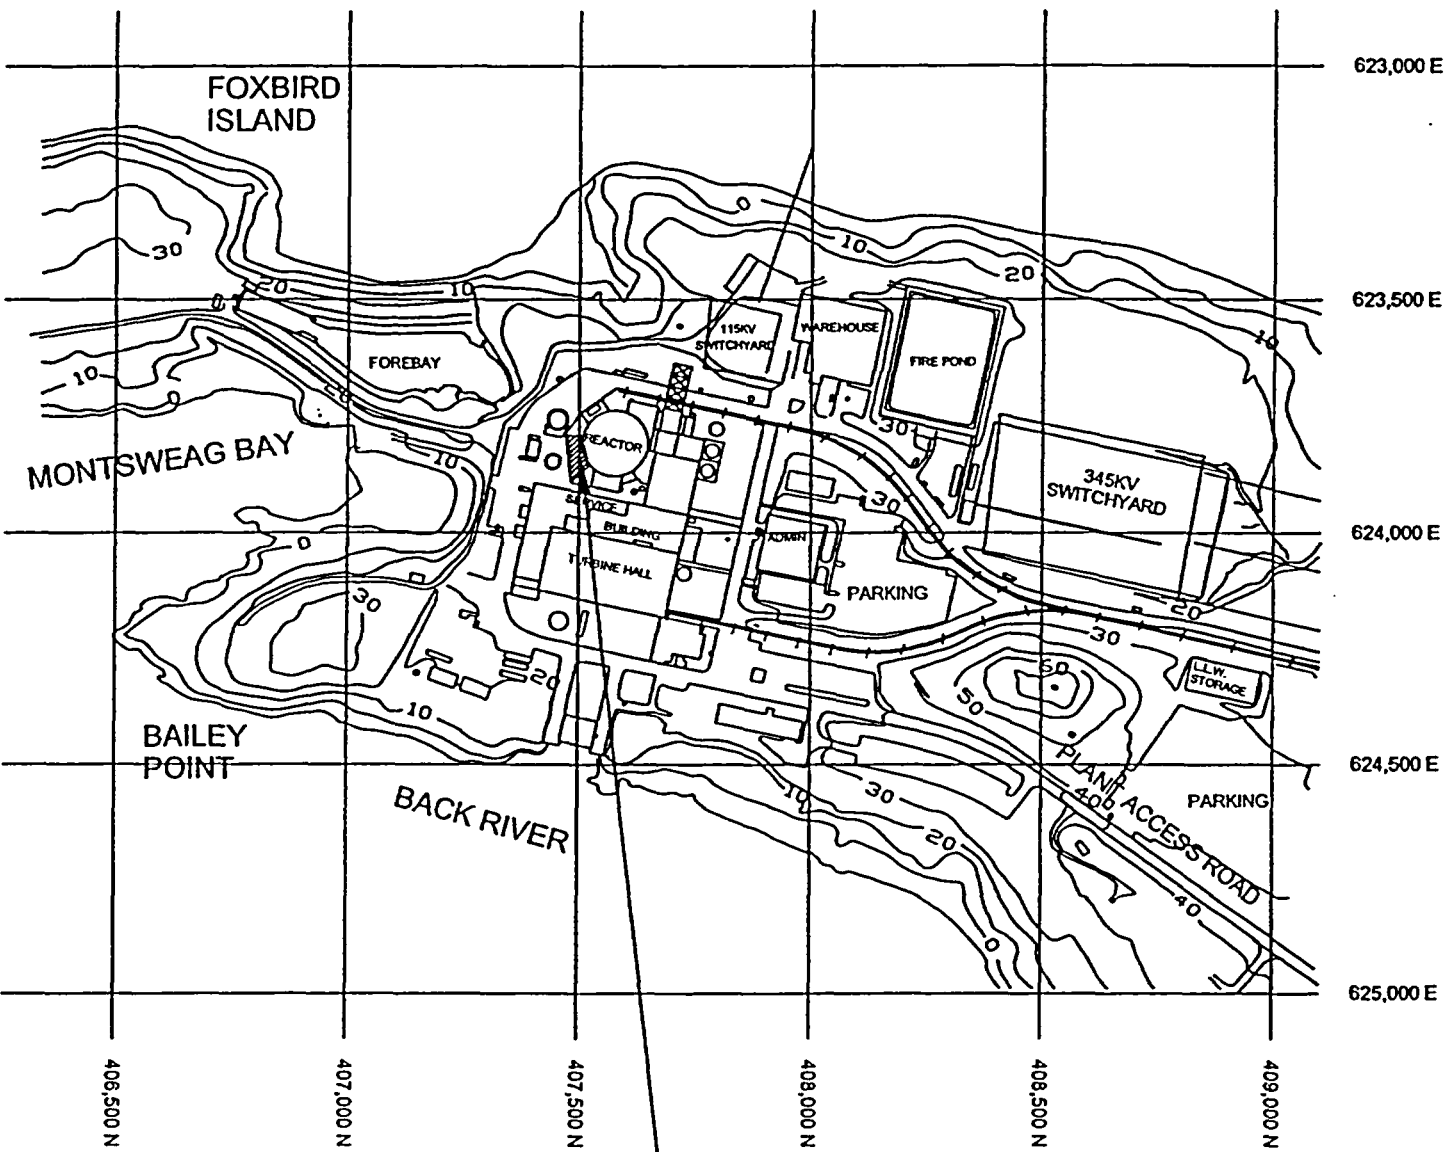 623,000 E
FOXBIRD
ISLAND
0
10
30
20
20
10
623,500 E
115KV
SWITCHYARD
WAREHOUSE
FIRE POND
10
FOREBAY
10
0
30
REACTOR
MONTSWEAG BAY
10
345KV
SWITCHYARD
30
SERVICE
BUILDING
ADMIN
624,000 E
0
TURBINE HALL
PARKING
30
20
30
60
L.L.W.
STORAGE
20
50
10
BAILEY
POINT
624,500 E
PLANT ACCESS ROAD
10
30
40
PARKING
BACK RIVER
20
40
0
625,000 E
406,500 N
407,000 N
407,500 N
408,000 N
408,500 N
409,000 N